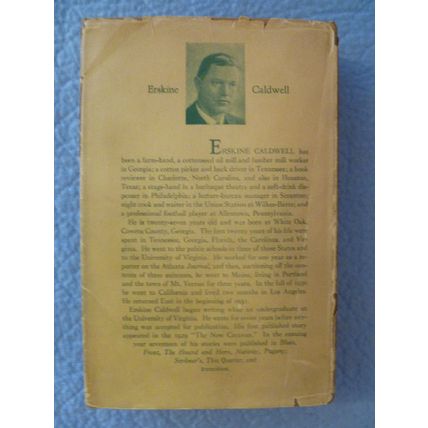 Erskine Caldwell
ERSKINE CALDWELL has
been a farm-hand, a cottonseed oil mill and lumber mill worker
in Georgia; a cotton picker and hack driver in Tennessee; a book
reviewer in Charlotte, North Carolina, and also in Houston,
Texas; a stage-hand in a burlesque theatre and a soft-drink dis-
penser in Philadelphia; a lecture-bureau manager in Scranton;
night cook and waiter in the Union Station at Wilkes-Barre; and
a professional football player at Allentown, Pennsylvania.
He is twenty-seven years old and was born at White Oak,
Coweta County, Georgia. The first twenty years of his life were
spent in Tennessee, Georgia, Florida, the Carolinas, and Vir-
ginia. He went to the public schools in three of those States and
to the University of Virginia. He worked for one year as a re-
porter on the Atlanta Journal, and then, survising all the
of three he went to Maine, living in Portland
and the town of Mt. Vernon for three years. In the fall of 1930
he went to California and lived two months in Los Angeles.
He returned East in the beginning of 1931.
Erskine Caldwell began writing while an undergraduate at
the University of Virginia. He wrote for seven years before any-
thing was accepted for publication. His first published story
appeared in the 1929 "The New Caravan." In the ensuing
year seventeen of his stories were published in Blues,
Front, The Hound and Horn, Nativity, Pagany,
Scribner's, This Quarter, and
transition.